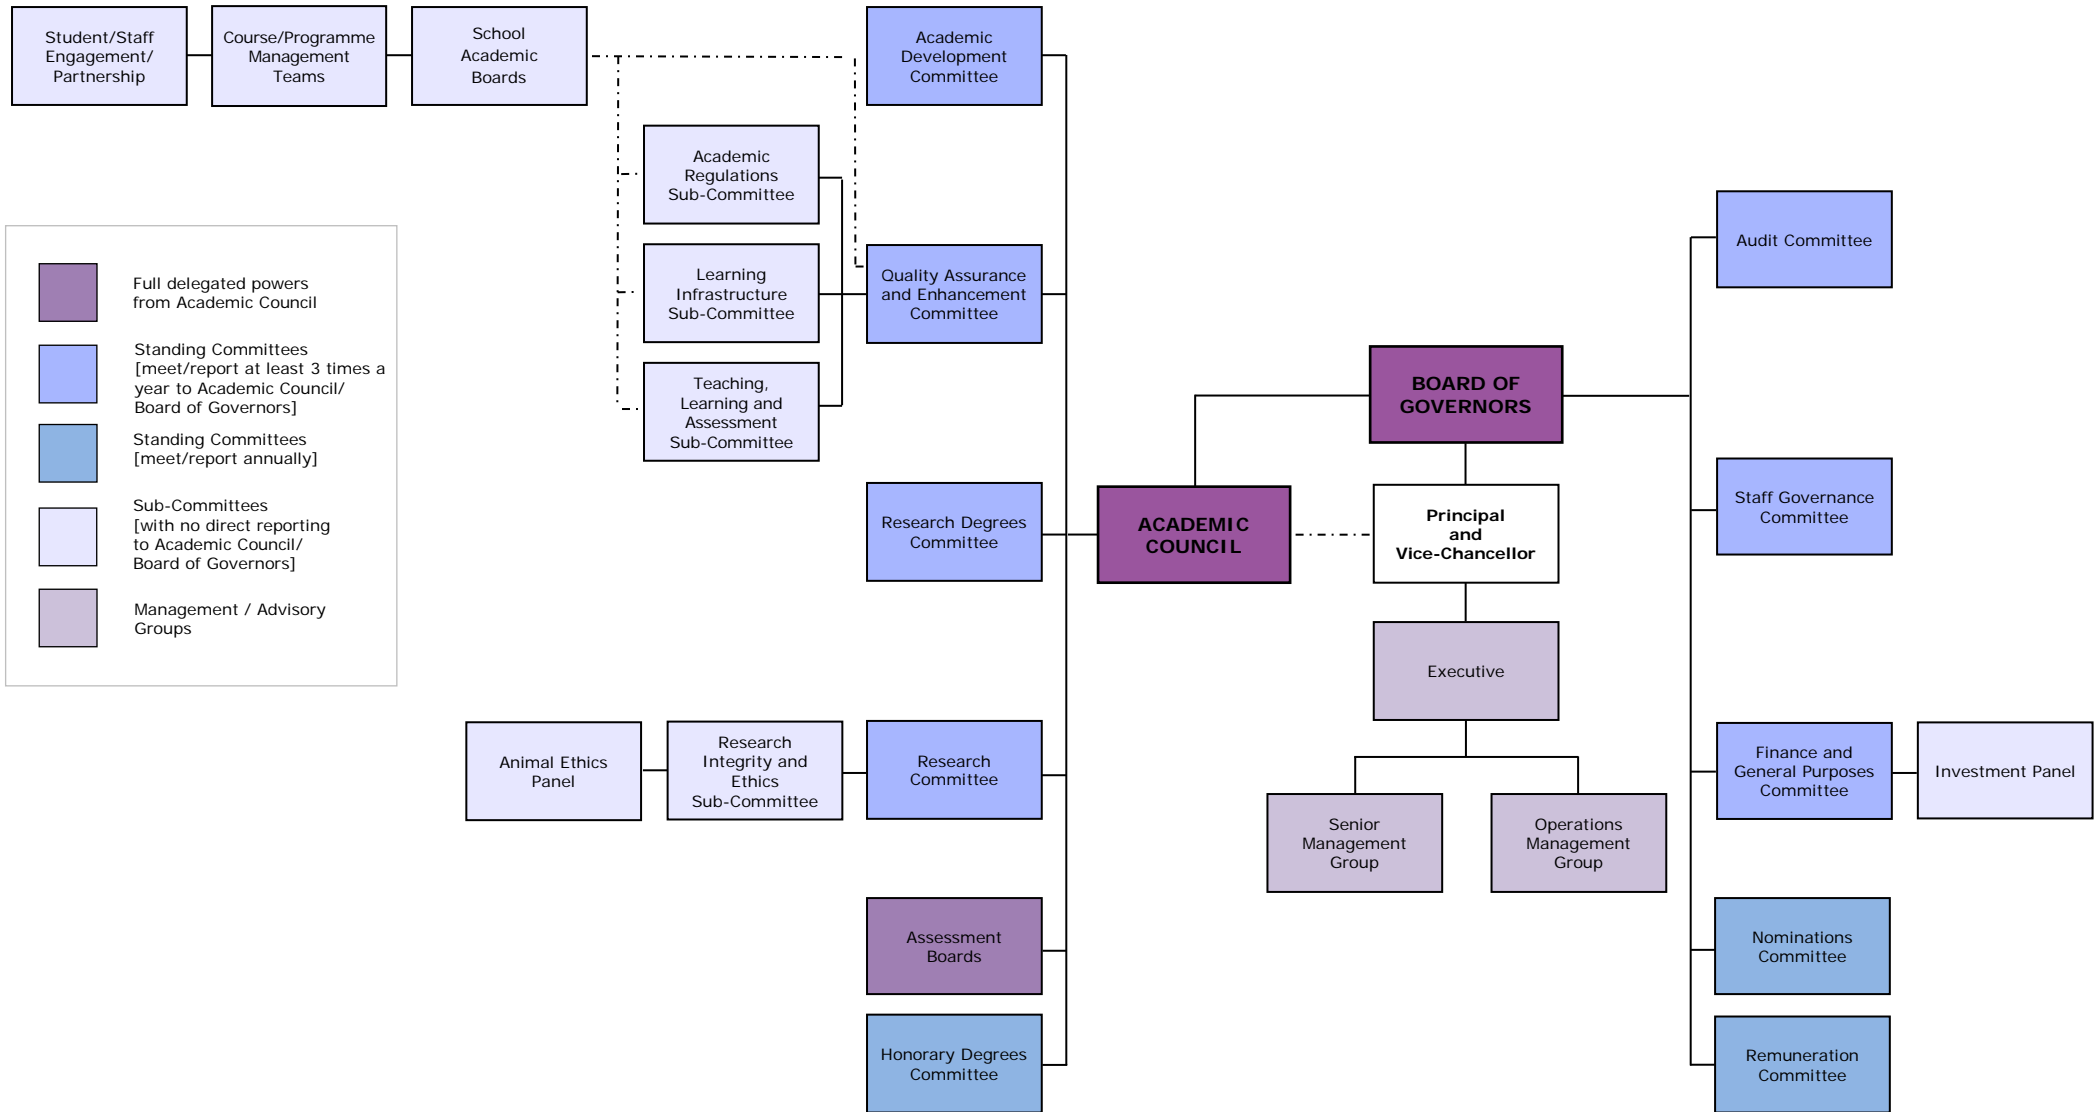 Student/Staff
Engagement/
Partnership
Course/Programme
Management
Teams
School
Academic
Boards
Academic
Development
Committee
Academic
Regulations
Sub-Committee
Learning
Infrastructure
Sub-Committee
Teaching,
Learning and
Assessment
Sub-Committee
Quality Assurance
and Enhancement
Committee
Full delegated powers
from Academic Council
Standing Committees
[meet/report at least 3 times a
year to Academic Council/
Board of Governors]
Standing Committees
[meet/report annually]
Sub-Committees
[with no direct reporting
to Academic Council/
Board of Governors]
Management / Advisory
Groups
Research Degrees
Committee
ACADEMIC
COUNCIL
BOARD OF
GOVERNORS
Principal
and
Vice-Chancellor
Executive
Senior
Management
Group
Operations
Management
Group
Audit Committee
Staff Governance
Committee
Finance and
General Purposes
Committee
Investment Panel
Nominations
Committee
Remuneration
Committee
Animal Ethics
Panel
Research
Integrity and
Ethics
Sub-Committee
Research
Committee
Assessment
Boards
Honorary Degrees
Committee